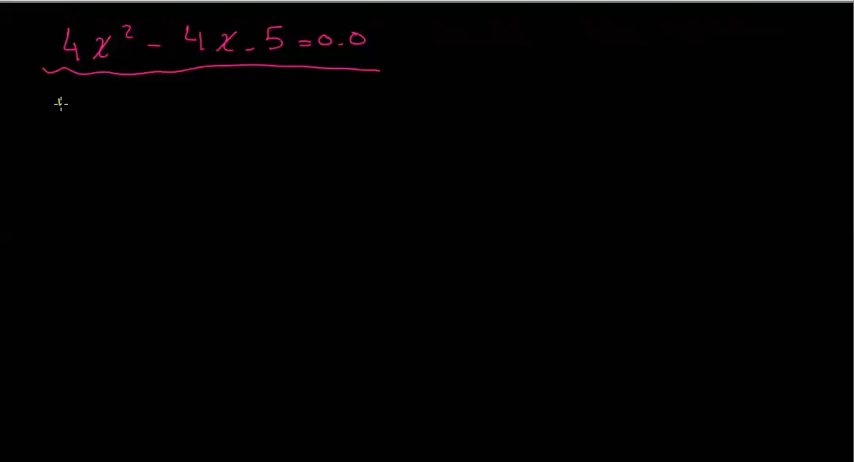 4x² - 4x - 5 = 0.0